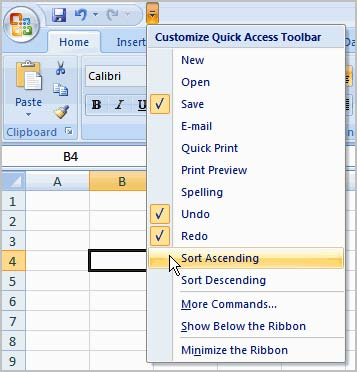 Customize Quick Access Toolbar
Home
Insert
New
Open
Save
E-mail
Quick Print
Print Preview
Spelling
Undo
Redo
Sort Ascending
Sort Descending
More Commands...
Show Below the Ribbon
Minimize the Ribbon
Paste
Calibri
B I
Clipboard
B4
A B
1
2
3
4
5
6
7
8
9